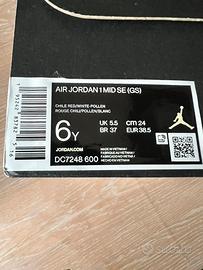 AIR JORDAN 1 MID SE (GS)
CHILE RED/WHITE-POLLEN
ROUGE CHILI/POLLEN/BLANC
6Y
UK 5.5
CM 24
BR 37
EUR 38.5
JORDAN.COM
MADE IN VIETNAM
FABRIQUÉ AU VIETNAM
FABRICADO EN VIETNAM
DC7248 600